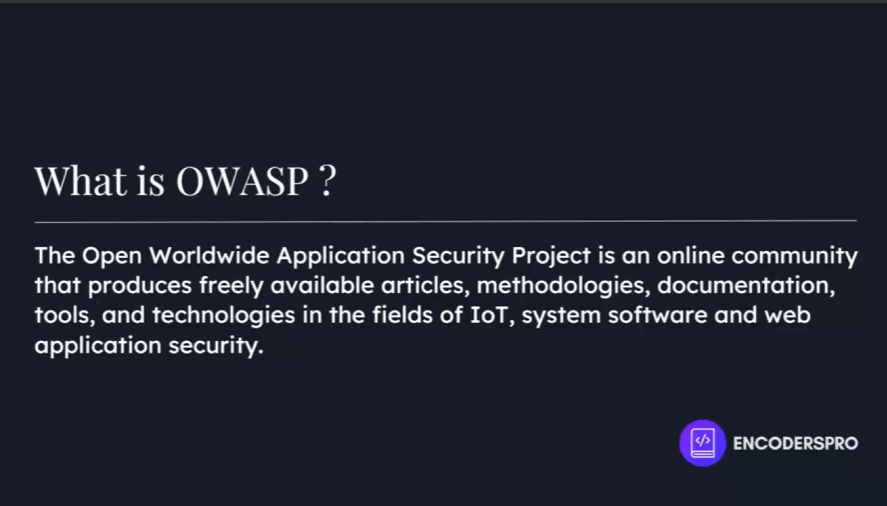 What is OWASP ?
The Open Worldwide Application Security Project is an online community
that produces freely available articles, methodologies, documentation,
tools, and technologies in the fields of IoT, system software and web
application security.
</>
ENCODERSPRO